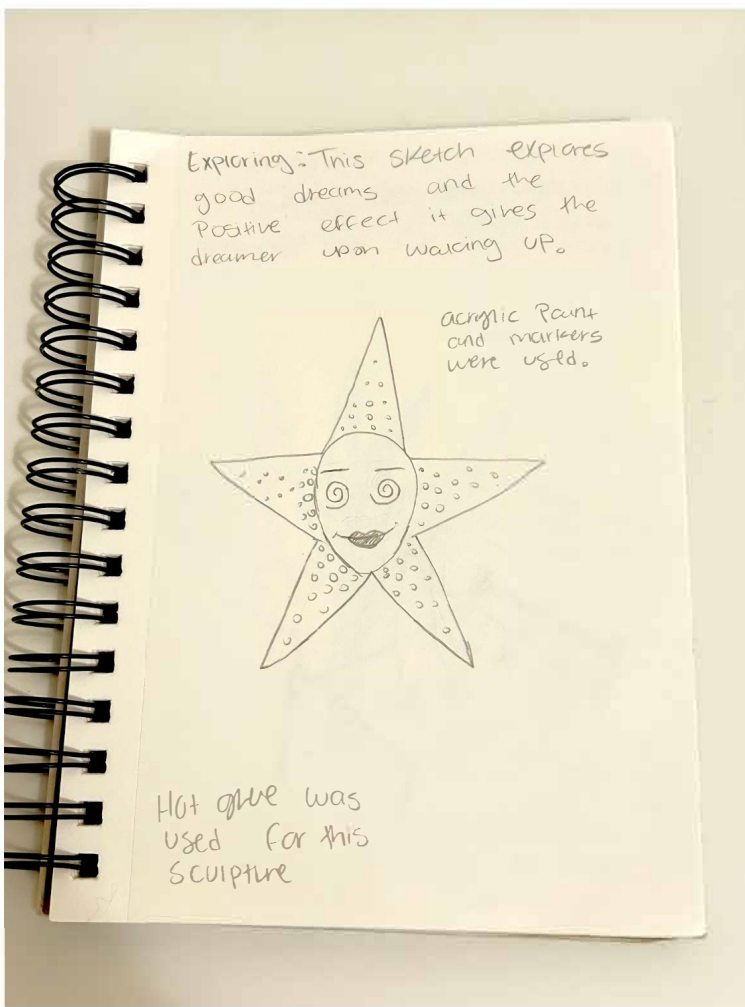 Exploring: This sketch explores
good dreams and the
Positive effect it gives the
dreamer upon waking up.
acrylic Paint
and markers
were used.
Hot glue was
used for this
sculpture